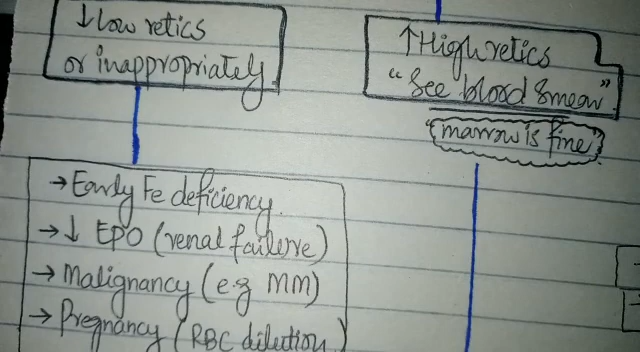 ↓Low retics
or inappropriately
↑High retics
"See blood smear"
(marrow is fine)
→ Early Fe deficiency.
→ ↓ EPO (renal failure)
→ Malignancy (e.g MM)
→ Pregnancy (RBC dilution)